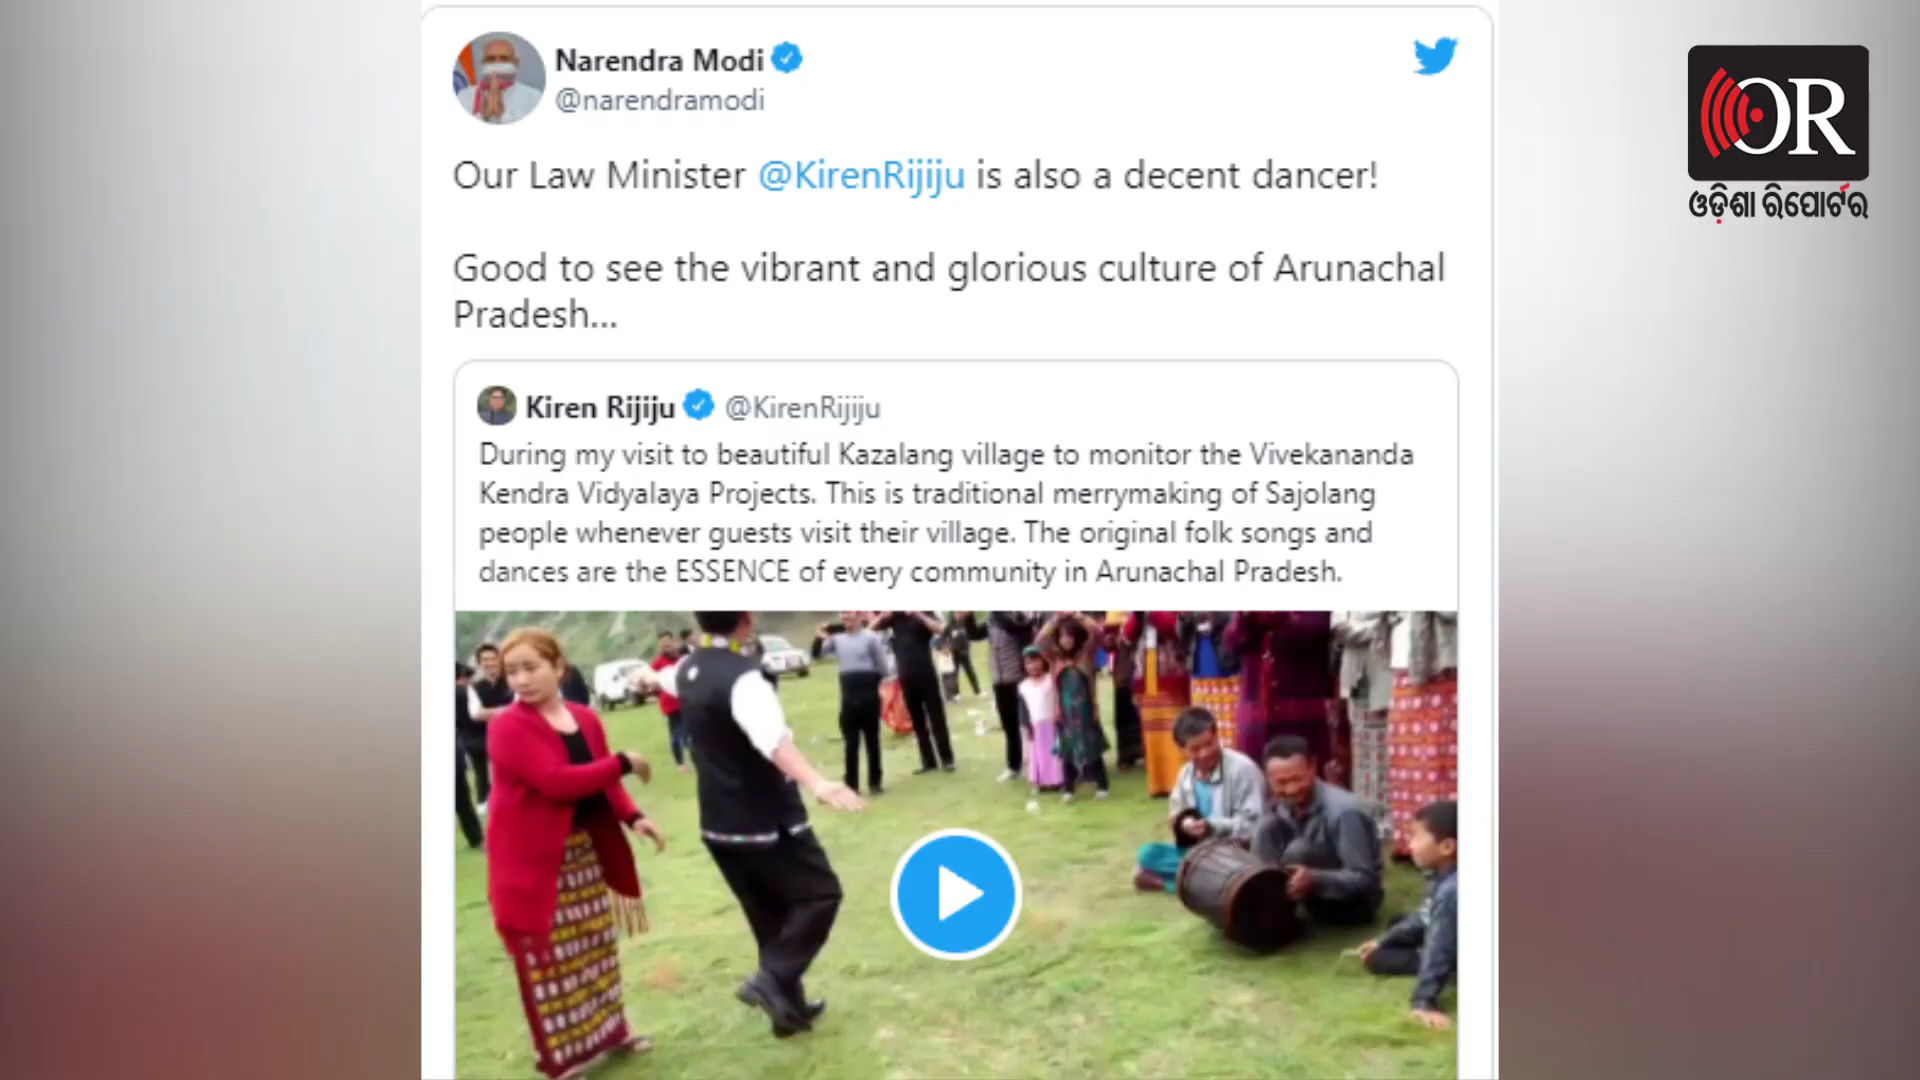 Narendra Modi
@narendramodi
Our Law Minister @KirenRijiju is also a decent dancer!
Good to see the vibrant and glorious culture of Arunachal
Pradesh...
Kiren Rijiju @KirenRijiju
During my visit to beautiful Kazalang village to monitor the Vivekananda
Kendra Vidyalaya Projects. This is traditional merrymaking of Sajolang
people whenever guests visit their village. The original folk songs and
dances are the ESSENCE of every community in Arunachal Pradesh.
OR
ଓଡ଼ିଶା ରିପୋର୍ଟର